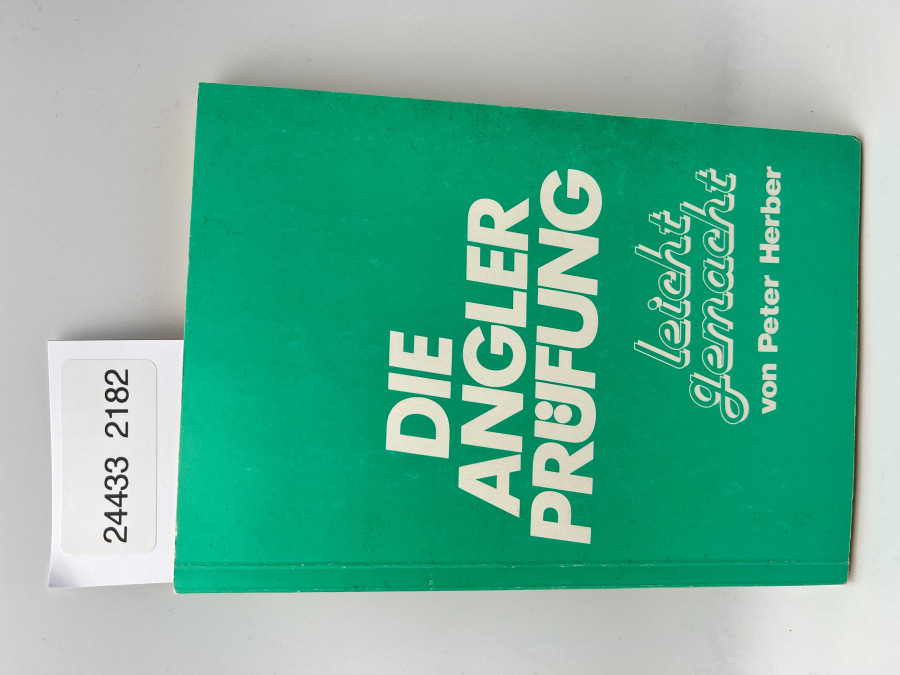 24433 2182
DIE
ANGLER
PRÜFUNG
leicht
gemacht
von Peter Herber